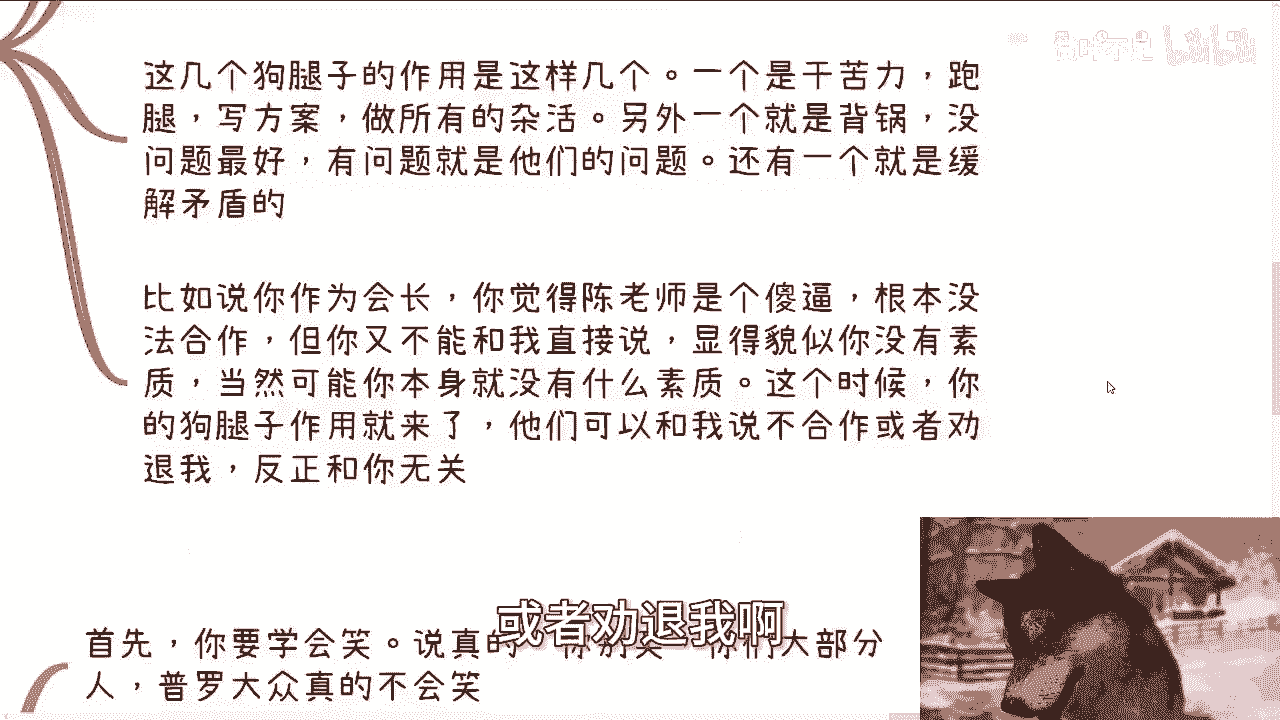 这几个狗腿子的作用是这样几个。一个是干苦力，跑
腿，写方案，做所有的杂活。另外一个就是背锅，没
问题最好，有问题就是他们的问题。还有一个就是缓
解矛盾的
比如说你作为会长，你觉得陈老师是个傻逼，根本没
法合作，但你又不能和我直接说，显得貌似你没有素
质，当然可能你本身就没有什么素质。这个时候，你
的狗腿子作用就来了，他们可以和我说不合作或者劝
退我，反正和你无关
或者劝退我啊
首先，你要学会笑。说真的 你别笑 你们大部分
人，普罗大众真的不会笑
bilibili